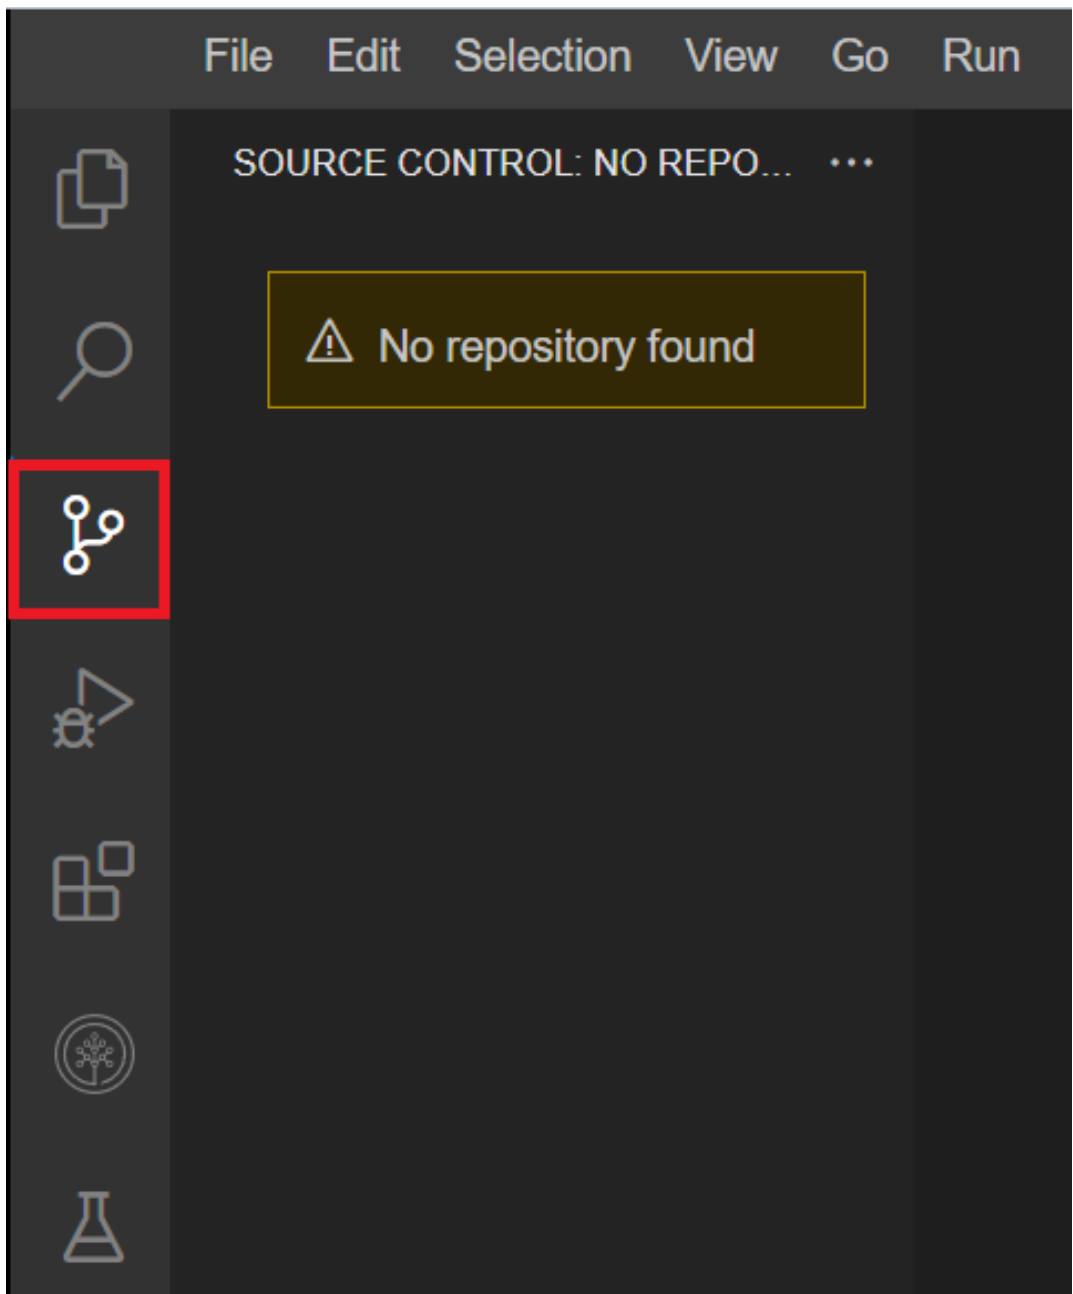 File Edit Selection View Go Run
SOURCE CONTROL: NO REPO... ...
No repository found